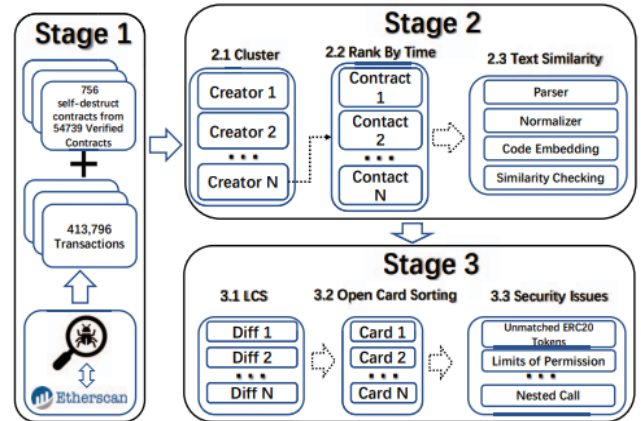 Stage 1
756
self-destruct
contracts from
54739 Verified
Contracts
+
413,796
Transactions
Etherscan
Stage 2
2.1 Cluster
Creator 1
Creator 2
...
Creator N
2.2 Rank By Time
Contract
1
Contact
2
...
Contact
N
2.3 Text Similarity
Parser
Normalizer
Code Embedding
Similarity Checking
Stage 3
3.1 LCS
Diff 1
Diff 2
...
Diff N
3.2 Open Card Sorting
Card 1
Card 2
...
Card N
3.3 Security Issues
Unmatched ERC20
Tokens
Limits of Permission
...
Nested Call